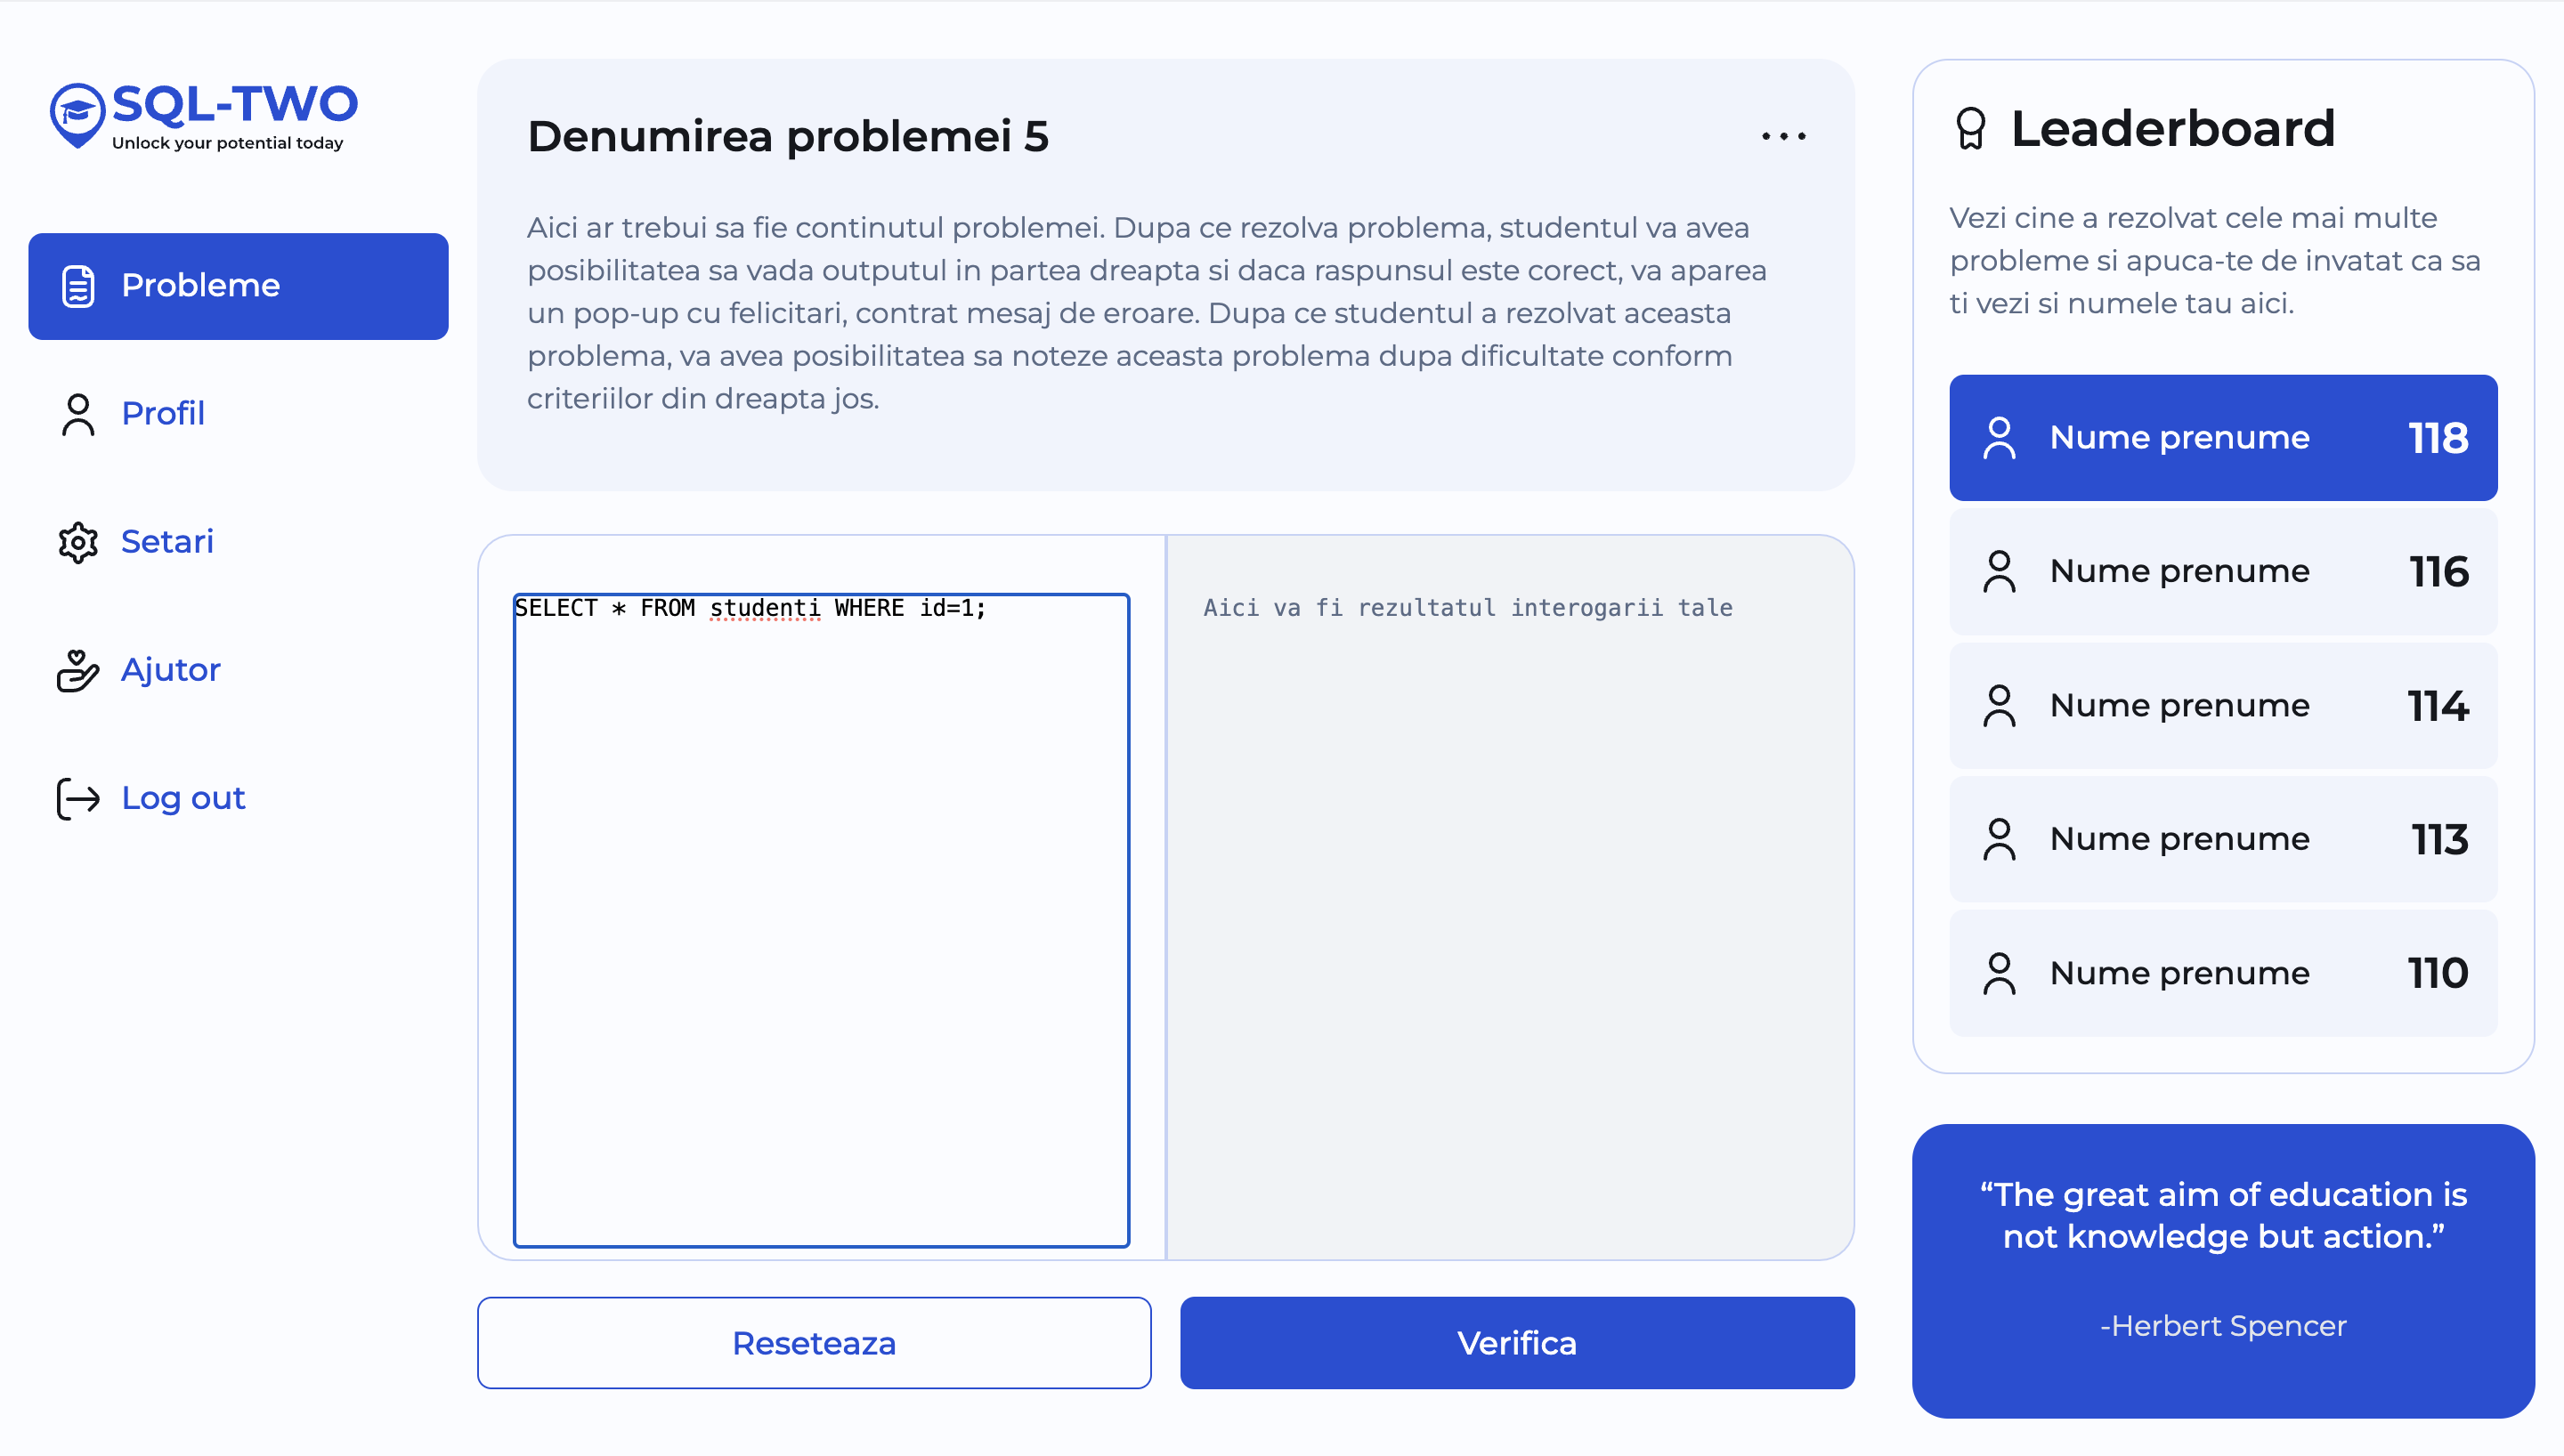 SQL-TWO
Unlock your potential today
Probleme
Profil
Setari
Ajutor
Log out
Denumirea problemei 5
Aici ar trebui sa fie continutul problemei. Dupa ce rezolva problema, studentul va avea
posibilitatea sa vada outputul in partea dreapta si daca raspunsul este corect, va aparea
un pop-up cu felicitari, contrat mesaj de eroare. Dupa ce studentul a rezolvat aceasta
problema, va avea posibilitatea sa noteze aceasta problema dupa dificultate conform
criteriilor din dreapta jos.
SELECT * FROM studenti WHERE id=1;
Aici va fi rezultatul interogarii tale
Reseteaza
Verifica
Leaderboard
Vezi cine a rezolvat cele mai multe
probleme si apuca-te de invatat ca sa
ti vezi si numele tau aici.
Nume prenume 118
Nume prenume 116
Nume prenume 114
Nume prenume 113
Nume prenume 110
“The great aim of education is
not knowledge but action.”
-Herbert Spencer